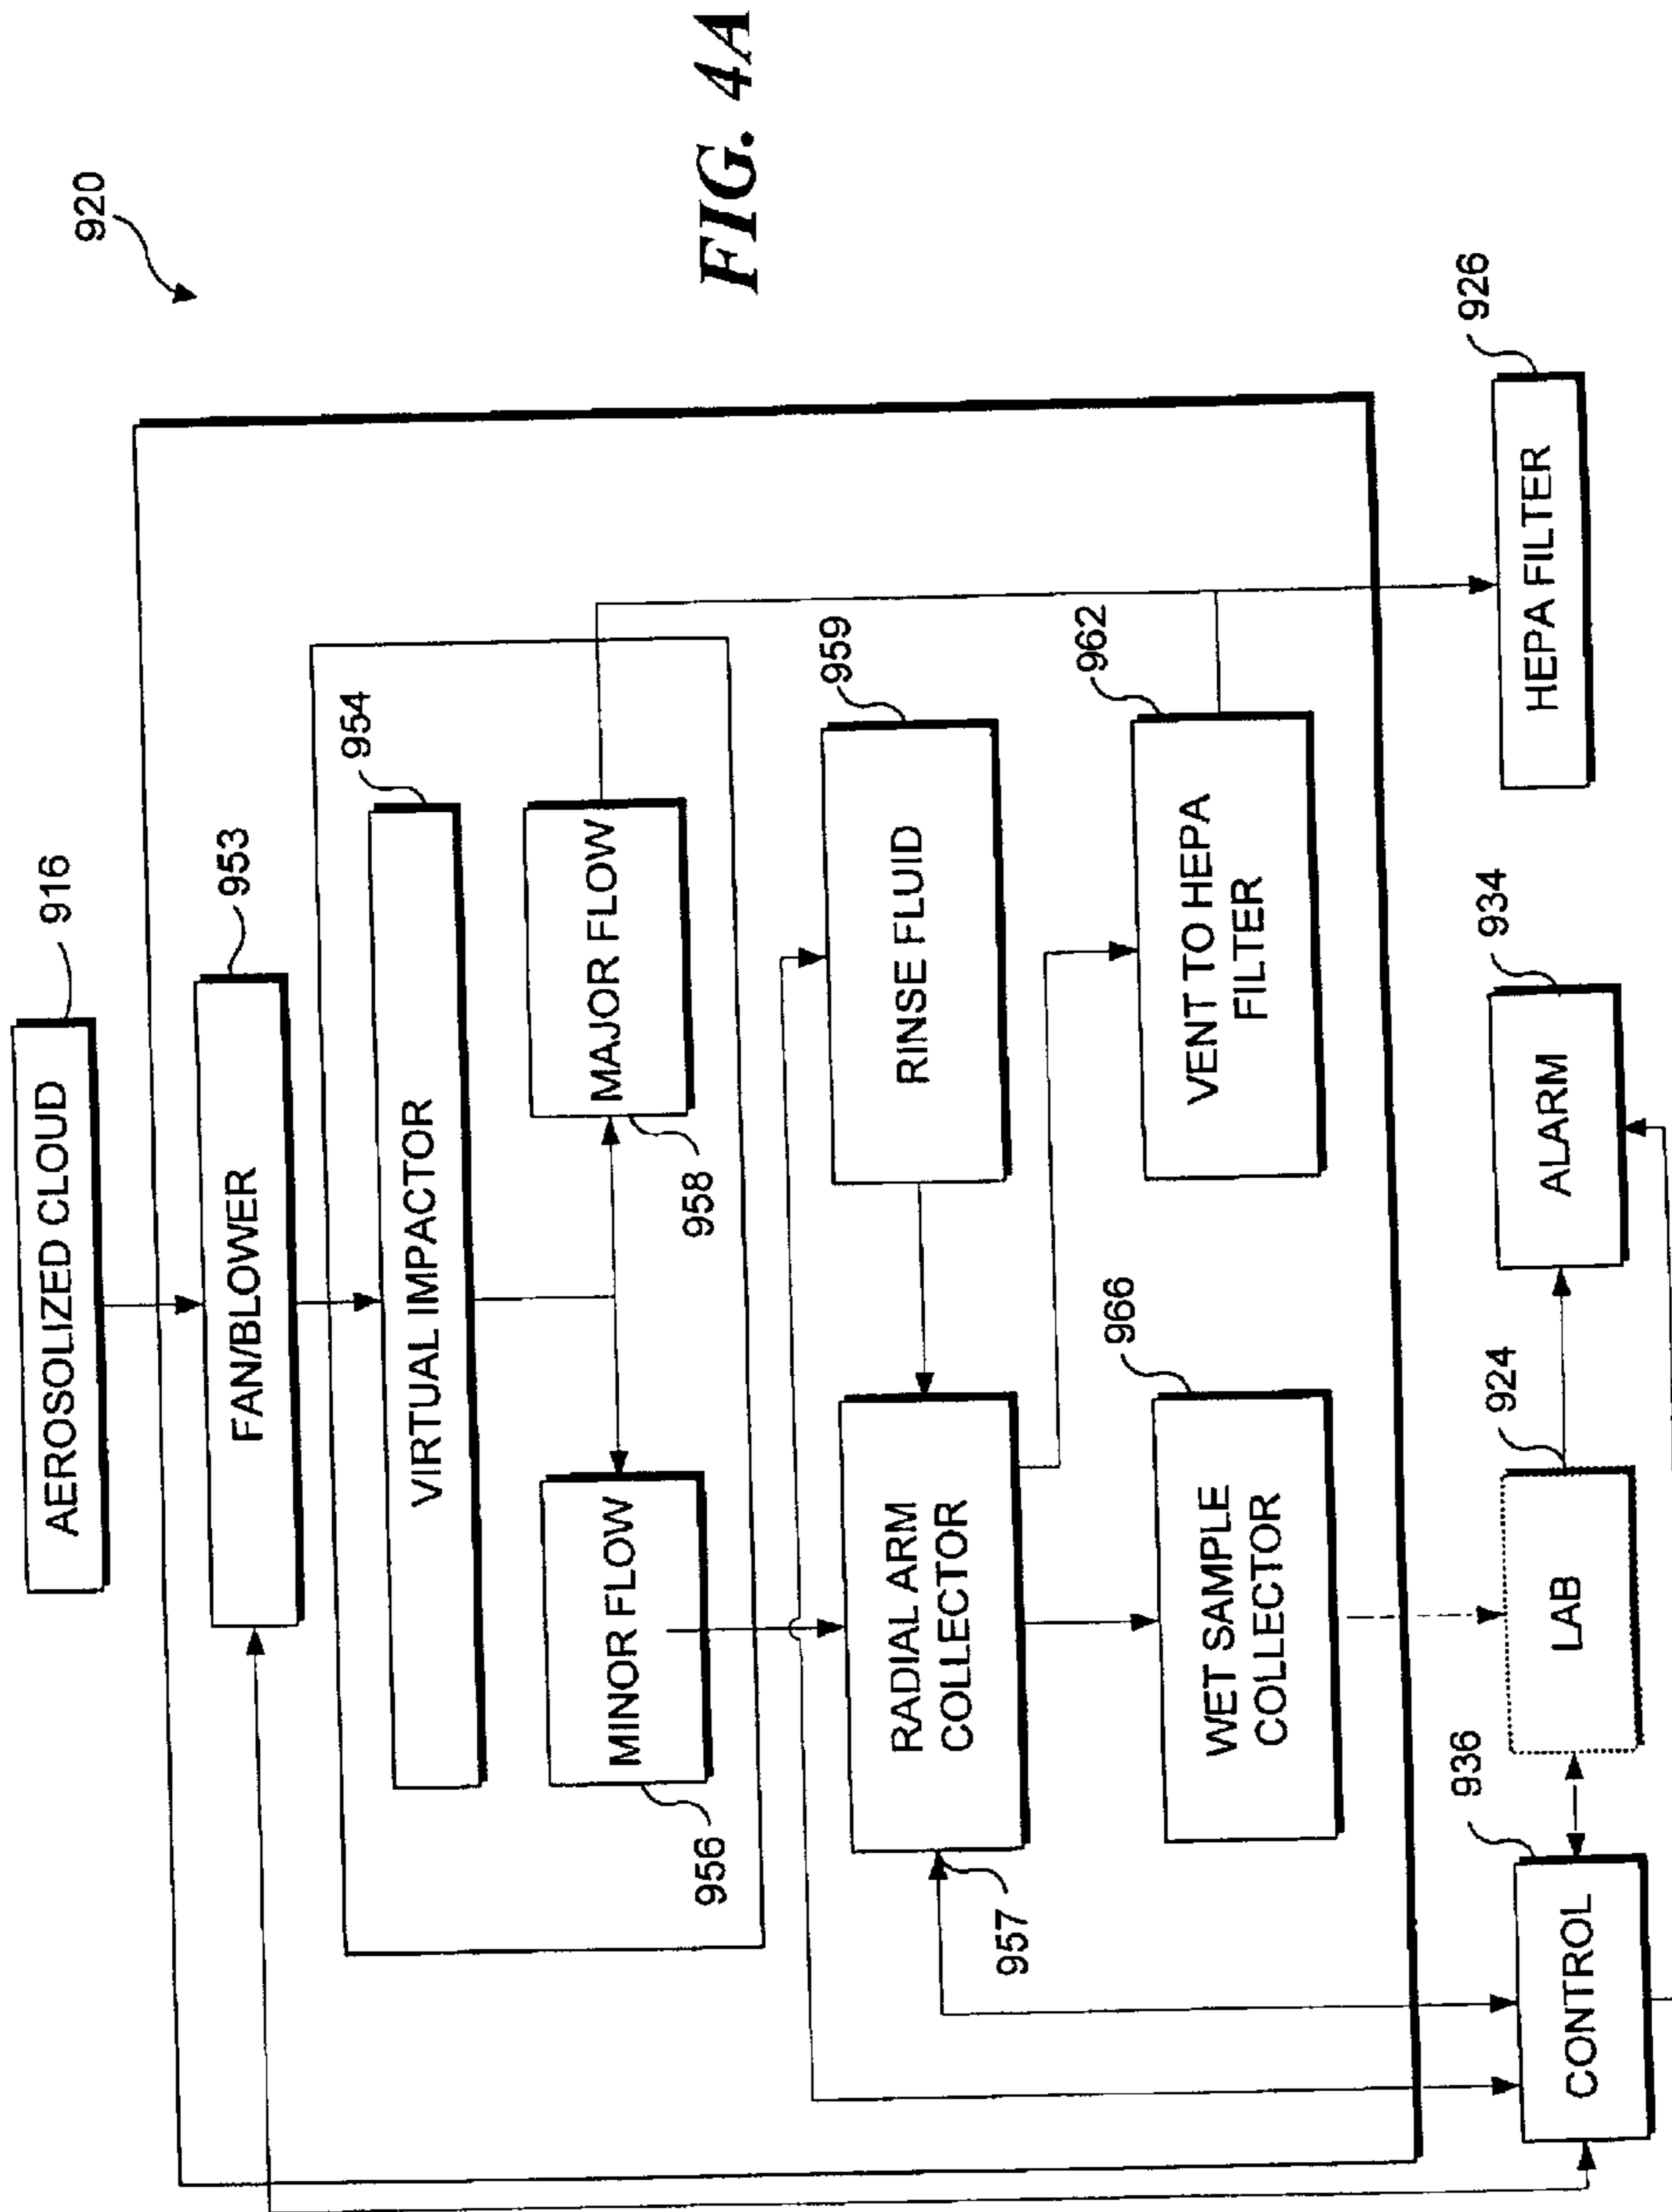 920
FIG. 4A
AEROSOLIZED CLOUD
916
FAN/BLOWER
953
VIRTUAL IMPACTOR
954
MINOR FLOW
956
MAJOR FLOW
958
RADIAL ARM
COLLECTOR
957
RINSE FLUID
959
WET SAMPLE
COLLECTOR
966
VENT TO HEPA
FILTER
962
CONTROL
936
LAB
924
ALARM
934
HEPA FILTER
926